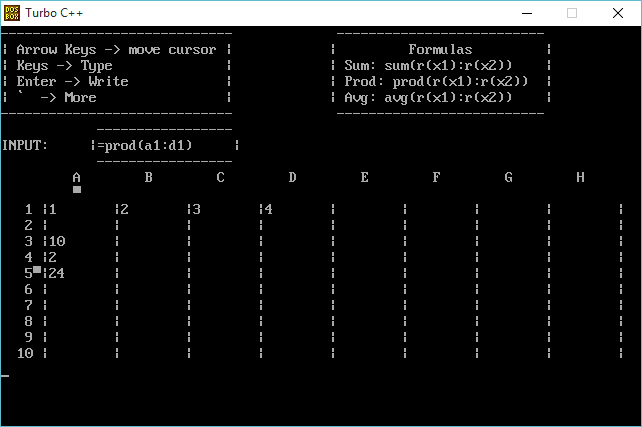 DOS BOX Turbo C++
Arrow Keys -> move cursor Formulas
Keys -> Type Sum: sum(r(x1):r(x2))
Enter -> Write Prod: prod(r(x1):r(x2))
` -> More Avg: avg(r(x1):r(x2))
INPUT: =prod(a1:d1)
A B C D E F G H
1 1 2 3 4
2
3 10
4 2
5 24
6
7
8
9
10